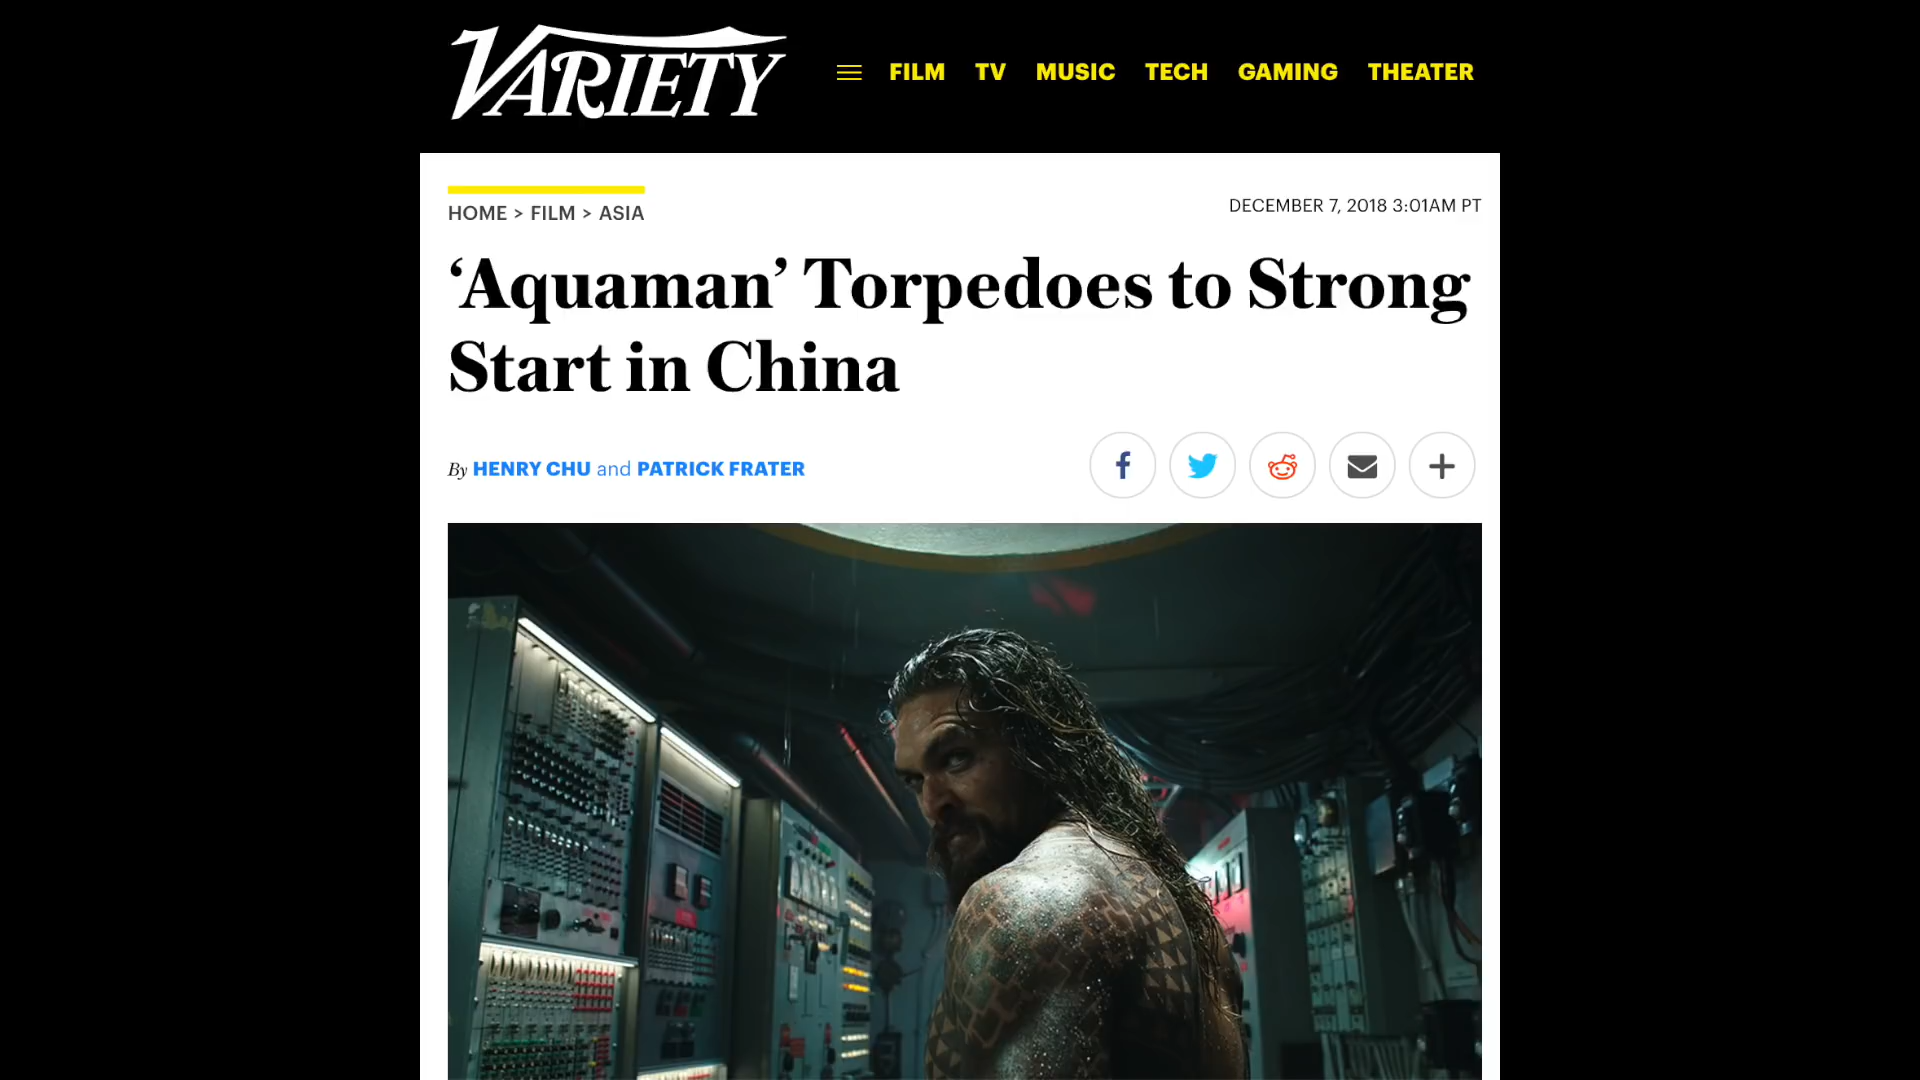 VARIETY
FILM TV MUSIC TECH GAMING THEATER
HOME > FILM > ASIA
DECEMBER 7, 2018 3:01AM PT
‘Aquaman’ Torpedoes to Strong
Start in China
By HENRY CHU and PATRICK FRATER